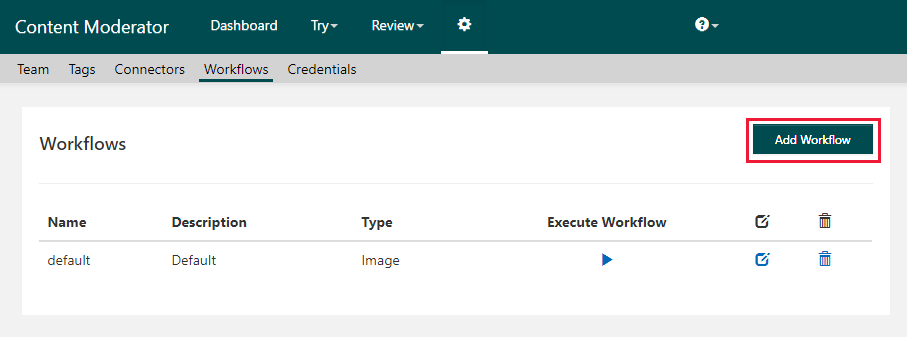 Content Moderator Dashboard Try Review ?
Team Tags Connectors Workflows Credentials
Workflows Add Workflow
Name Description Type Execute Workflow
default Default Image